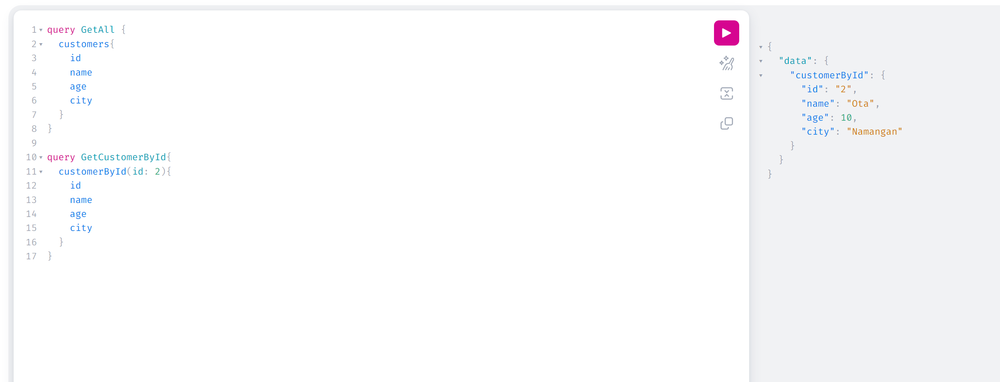 1 query GetAll {
2   customers{
3     id
4     name
5     age
6     city
7   }
8 }
9
10 query GetCustomerById{
11   customerById(id: 2){
12     id
13     name
14     age
15     city
16   }
17 }
{
  "data": {
    "customerById": {
      "id": "2",
      "name": "Ota",
      "age": 10,
      "city": "Namangan"
    }
  }
}